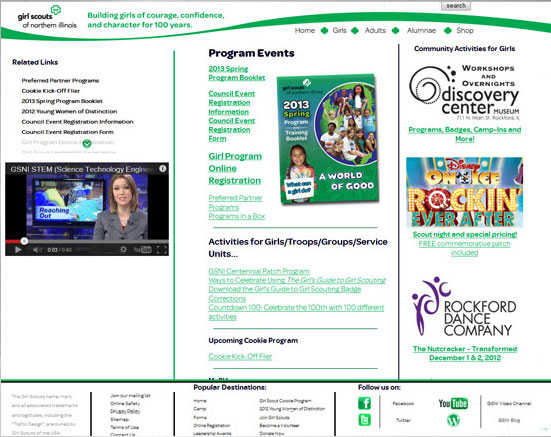 search
girl scouts
of northern illinois
Building girls of courage, confidence,
and character for 100 years.
Home
Girls
Adults
Alumnae
Shop
Related Links
Preferred Partner Programs
Cookie Kick-Off Flier
2013 Spring Program Booklet
2012 Young Women of Distinction
Council Event Registration Information
Council Event Registration Form
Girl Program Online
GSNI STEM (Science Technology Engine
Reaching
Out
0:03 / 0:40
YouTube
Program Events
2013 Spring
Program Booklet
Council Event
Registration
Information
Council Event
Registration
Form
Girl Program
Online
Registration
Preferred Partner
Programs
Programs in a Box
girl scouts
of northern illinois
2013
Spring
Program
and
Training
Booklet
What can
a girl do?
A WORLD
OF GOOD
Activities for Girls/Troops/Groups/Service
Units...
GSNI Centennial Patch Program
Ways to Celebrate Using The Girl's Guide to Girl Scouting
Download the Girl's Guide to Girl Scouting Badge
Corrections
Countdown 100- Celebrate the 100th with 100 different
activities
Upcoming Cookie Program
Cookie Kick-Off Flier
Community Activities for Girls
WORKSHOPS
AND OVERNIGHTS
discovery
center MUSEUM
711 N. Main St. Rockford, IL
Programs, Badges, Camp-Ins and
More!
Disney
ON ICE
ROCKIN'
EVER AFTER
Scout night and special pricing!
FREE commemorative patch
included
ROCKFORD
DANCE
COMPANY
The Nutcracker – Transformed
December 1 & 2, 2012
The Girl Scouts name, mark,
and all associated trademarks
and logotypes, including the
"Trefoil Design", are owned by
Girl Scouts of the USA.
Join our mailing list
Online Safety
Privacy Policy
Sitemap
Terms of Use
Contact Us
Popular Destinations:
Home
Camp
Forms
Online Registration
Leadership Awards
Girl Scout Cookie Program
2012 Young Women of Distinction
Events
Become a Volunteer
Donate Now
Follow us on:
Facebook
Twitter
YouTube
GSNI Video Channel
GSNI Blog